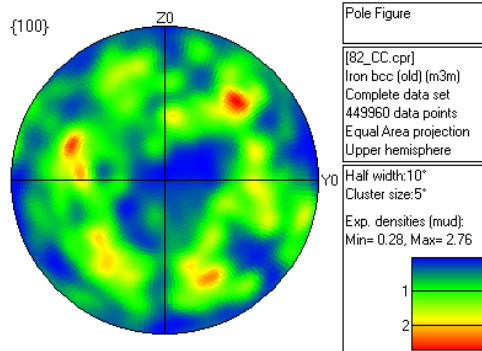 {100}
Z0
Y0
Pole Figure
[82_CC.cpr]
Iron bcc (old) (m3m)
Complete data set
449960 data points
Equal Area projection
Upper hemisphere
Half width:10°
Cluster size:5°
Exp. densities (mud):
Min= 0.28, Max= 2.76
1
2